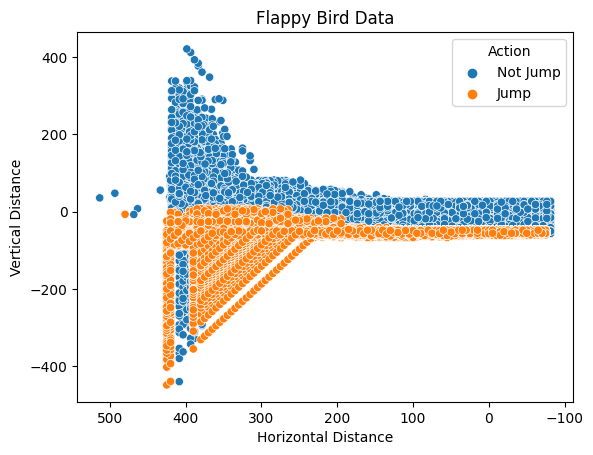 Flappy Bird Data
Action
Not Jump
Jump
400
200
0
−200
−400
Vertical Distance
500
400
300
200
100
0
−100
Horizontal Distance